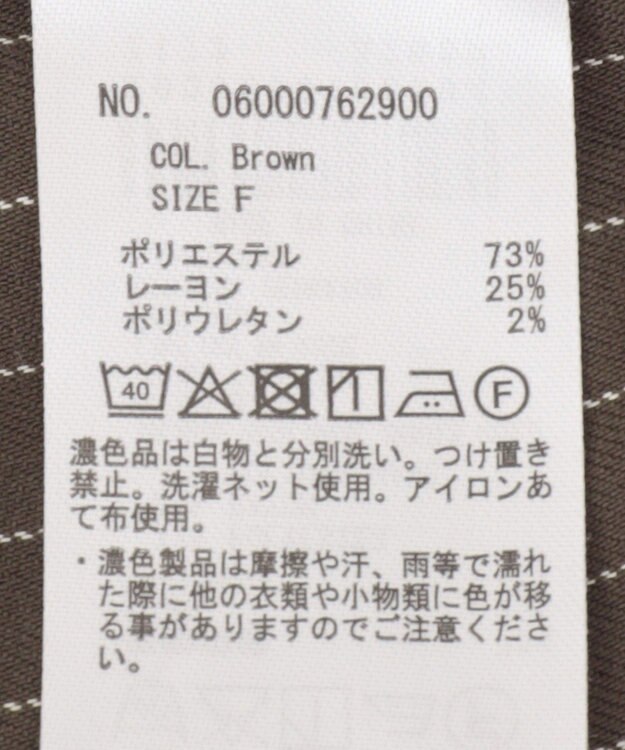 NO. 06000762900
COL. Brown
SIZE F
ポリエステル 73%
レーヨン 25%
ポリウレタン 2%
40 F
濃色品は白物と分別洗い。つけ置き
禁止。洗濯ネット使用。アイロンあ
て布使用。
・濃色製品は摩擦や汗、雨等で濡れ
た際に他の衣類や小物類に色が移
る事がありますのでご注意くださ
い。